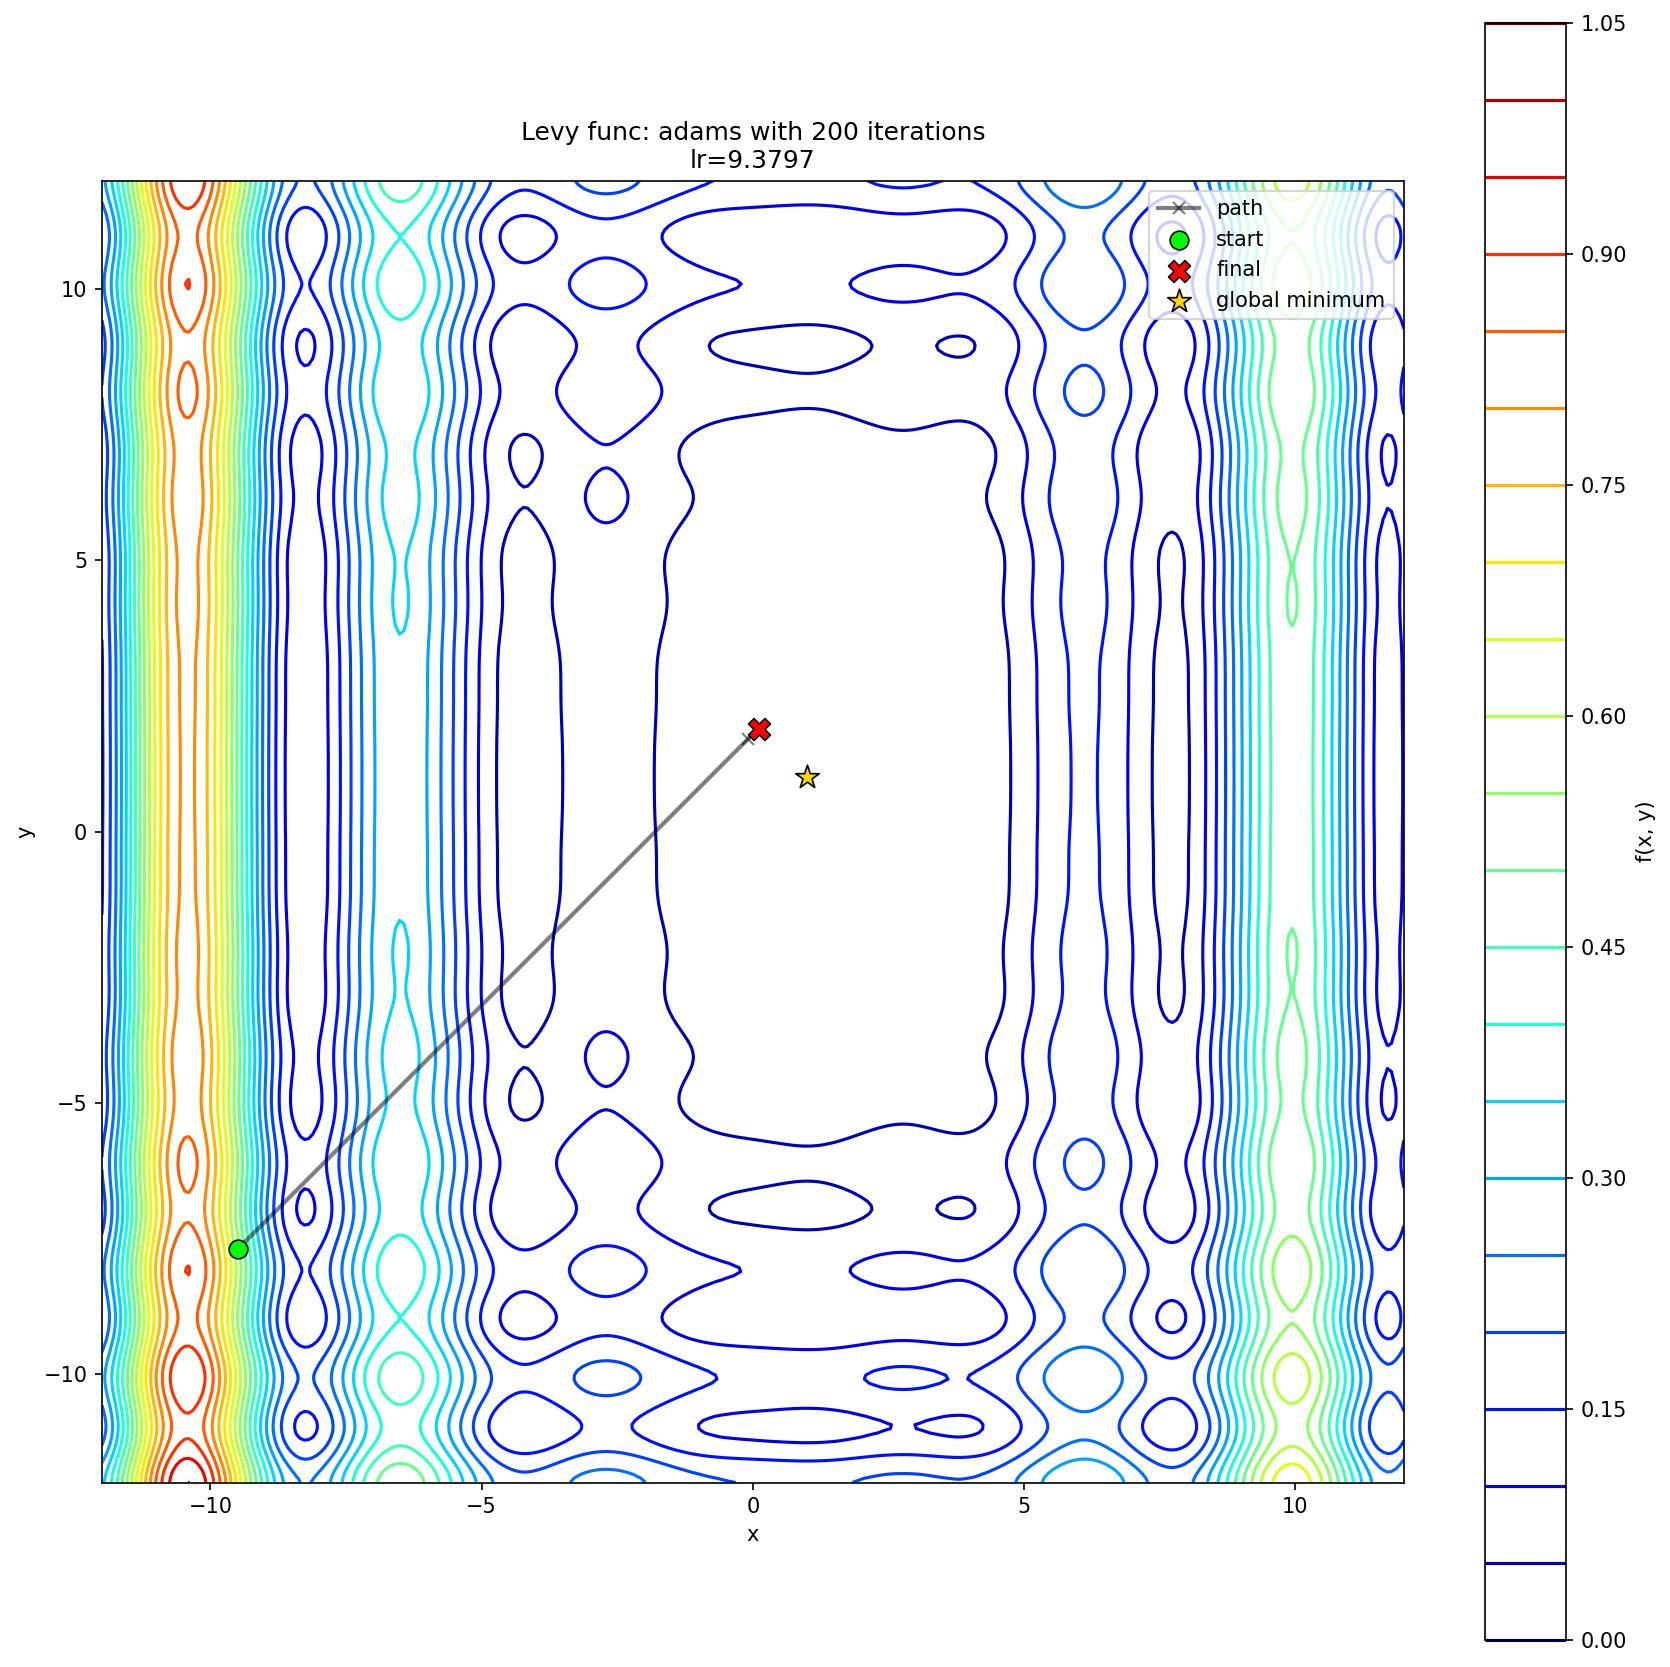 Levy func: adams with 200 iterations
lr=9.3797
path
start
final
global minimum
10
5
0
−5
−10
y
−10
−5
0
5
10
x
1.05
0.90
0.75
0.60
0.45
0.30
0.15
0.00
f(x, y)